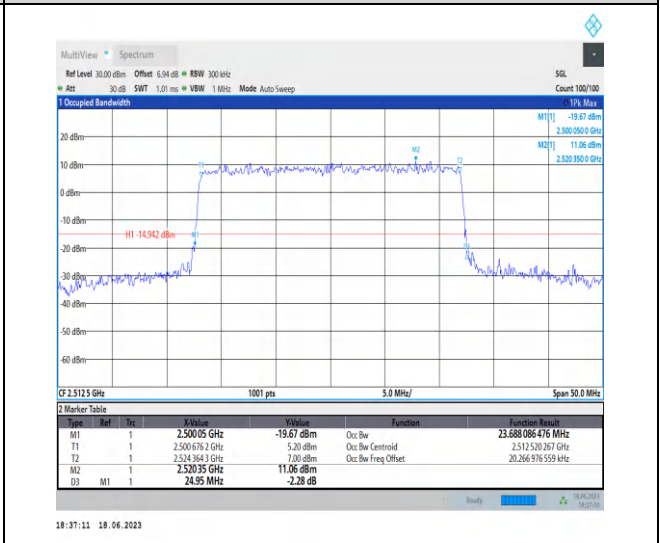 MultiView Spectrum
Ref Level 30.00 dBm Offset 6.94 dB RBW 300 kHz SGL
Att 30 dB SWT 1.01 ms VBW 1 MHz Mode Auto Sweep Count 100/100
1 Occupied Bandwidth 1Pk Max
M1[1] -19.67 dBm
2.500 050 0 GHz
M2[1] 11.06 dBm
2.520 350 0 GHz
20 dBm
M2
T1 T2
10 dBm
0 dBm
-10 dBm
H1 -14.942 dBm
M1
-20 dBm
D3
-30 dBm
-40 dBm
-50 dBm
-60 dBm
CF 2.512 5 GHz 1001 pts 5.0 MHz/ Span 50.0 MHz
2 Marker Table
Type Ref Trc X-Value Y-Value Function Function Result
M1 1 2.500 05 GHz -19.67 dBm Occ Bw 23.688 086 476 MHz
T1 1 2.500 676 2 GHz 5.20 dBm Occ Bw Centroid 2.512 520 267 GHz
T2 1 2.524 364 3 GHz 7.00 dBm Occ Bw Freq Offset 20.266 976 559 kHz
M2 1 2.520 35 GHz 11.06 dBm
D3 M1 1 24.95 MHz -2.28 dB
Ready 18.06.2023
18:37:10
18:37:11 18.06.2023